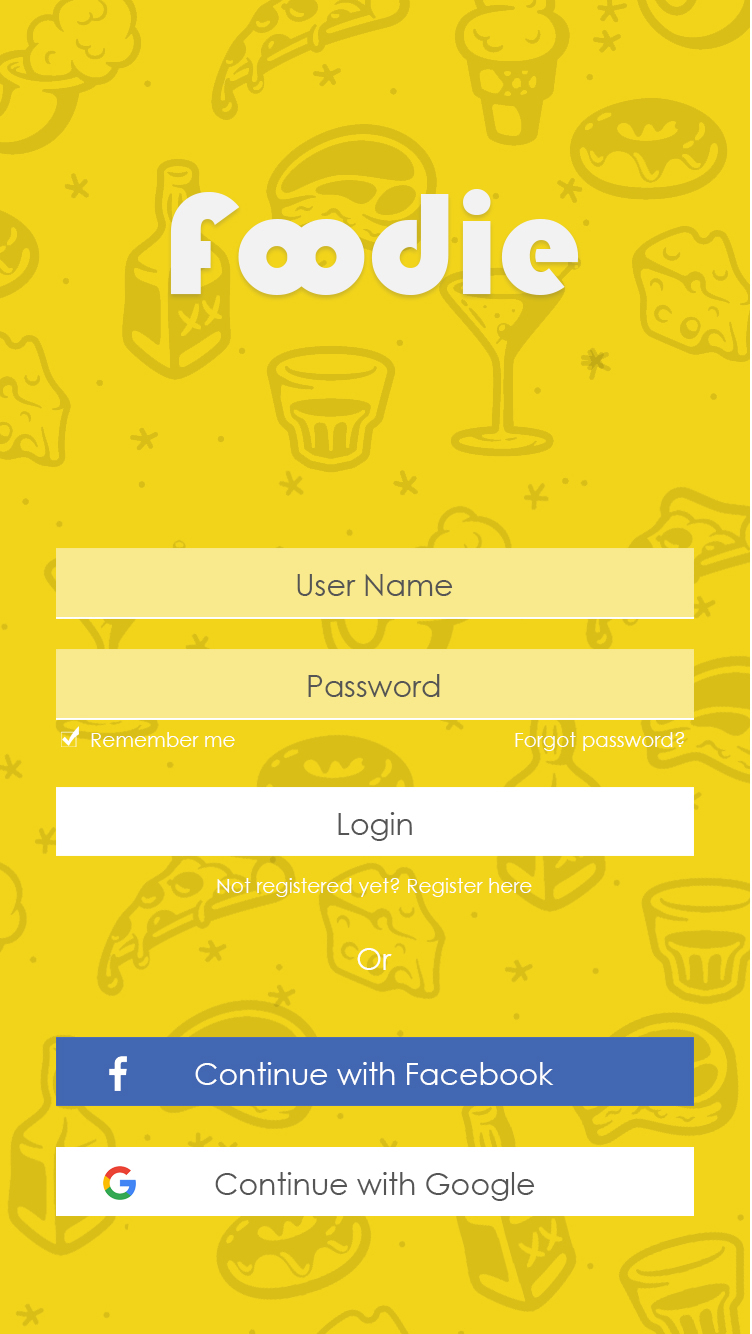 Foodie
User Name
Password
Remember me
Forgot password?
Login
Not registered yet? Register here
Or
Continue with Facebook
Continue with Google